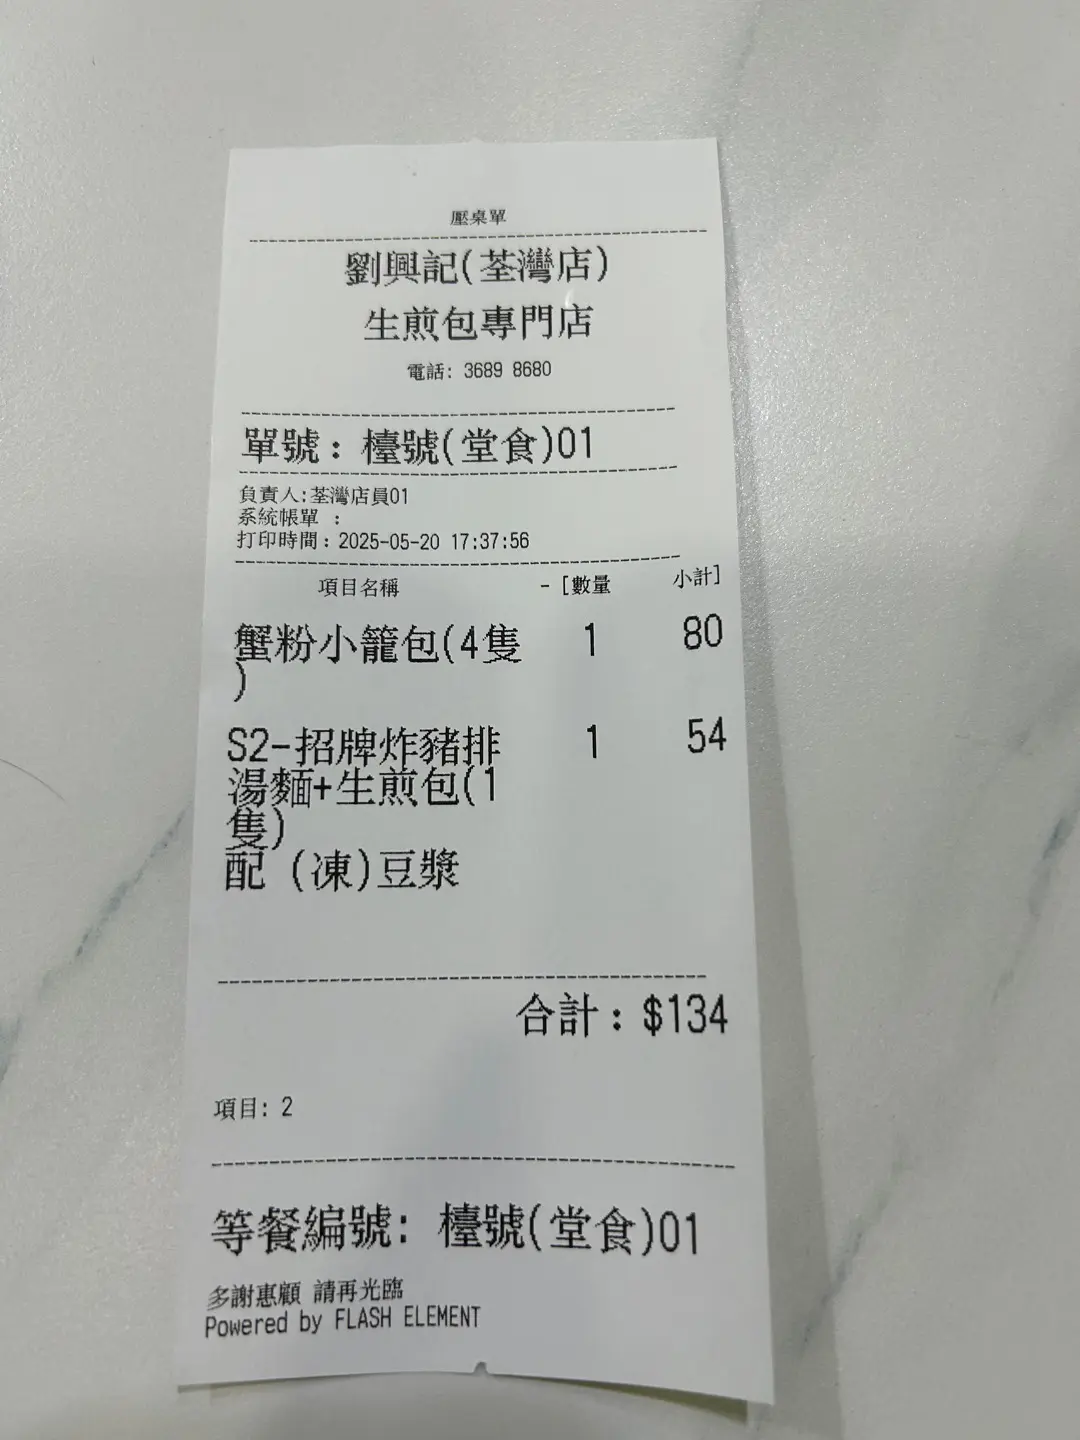 壓桌單
劉興記(荃灣店)
生煎包專門店
電話: 3689 8680
單號: 檯號(堂食)01
負責人:荃灣店員01
系統帳單 :
打印時間: 2025-05-20 17:37:56
項目名稱 - [數量 小計]
蟹粉小籠包(4隻 1 80
)
S2-招牌炸豬排 1 54
湯麵+生煎包(1
隻)
配 (凍)豆漿
合計: $134
項目: 2
等餐編號: 檯號(堂食)01
多謝惠顧 請再光臨
Powered by FLASH ELEMENT